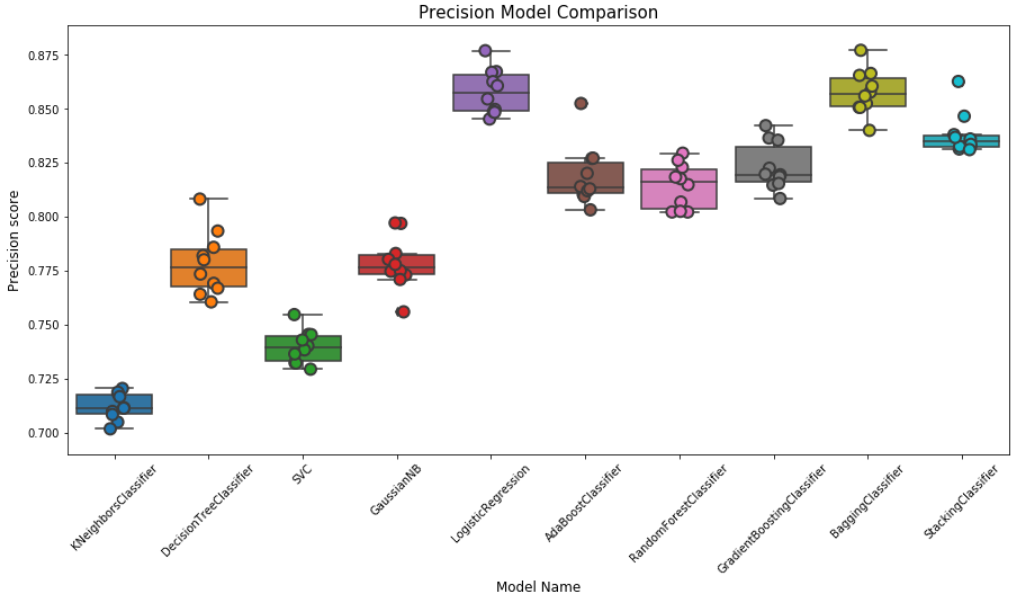 Precision Model Comparison
Precision score
0.875
0.850
0.825
0.800
0.775
0.750
0.725
0.700
KNeighborsClassifier
DecisionTreeClassifier
SVC
GaussianNB
LogisticRegression
AdaBoostClassifier
RandomForestClassifier
GradientBoostingClassifier
BaggingClassifier
StackingClassifier
Model Name